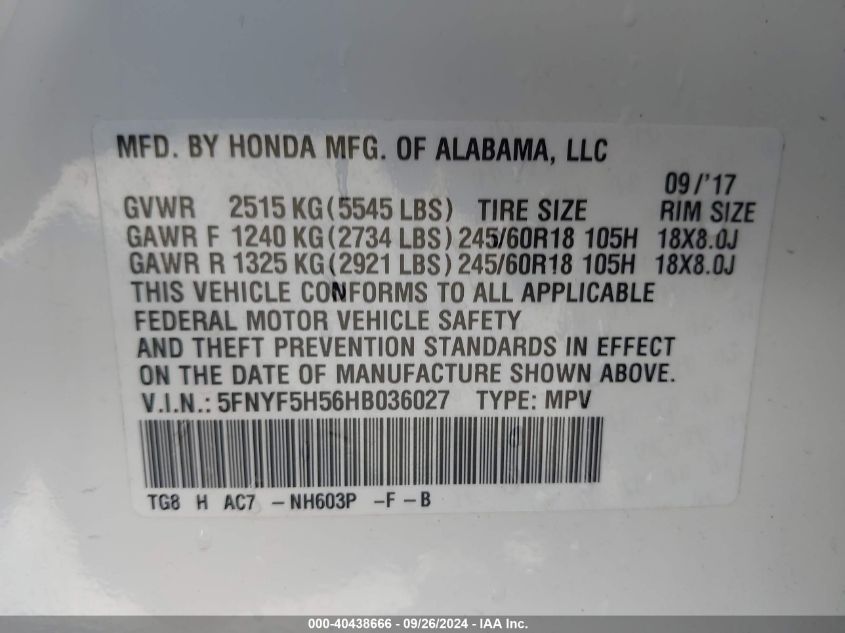 MFD. BY HONDA MFG. OF ALABAMA, LLC
09/'17
GVWR 2515 KG(5545 LBS) TIRE SIZE RIM SIZE
GAWR F 1240 KG(2734 LBS) 245/60R18 105H 18X8.0J
GAWR R 1325 KG(2921 LBS) 245/60R18 105H 18X8.0J
THIS VEHICLE CONFORMS TO ALL APPLICABLE
FEDERAL MOTOR VEHICLE SAFETY
AND THEFT PREVENTION STANDARDS IN EFFECT
ON THE DATE OF MANUFACTURE SHOWN ABOVE.
V.I.N.: 5FNYF5H56HB036027 TYPE: MPV
TG8 H AC7 -NH603P -F-B
000-40438666 - 09/26/2024 - IAA Inc.